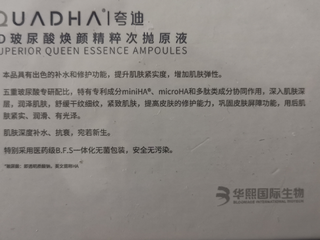 QUADHA|夸迪
D玻尿酸焕颜精粹次抛原液
SUPERIOR QUEEN ESSENCE AMPOULES
本品具有出色的补水和修护功能，提升肌肤紧实度，增加肌肤弹性。
五重玻尿酸专研配比，特有专利成分miniHA®、microHA和多肽类成分协同作用，深入肌肤深
层，润泽肌肤，舒缓干纹细纹，紧致肌肤，提高皮肤的修护能力，巩固皮肤屏障功能，用后肌
肤紧实、润滑、有光泽。
肌肤深度补水、抗衰，宛若新生。
特别采用医药级B.F.S一体化无菌包装，安全无污染。
华熙国际生物